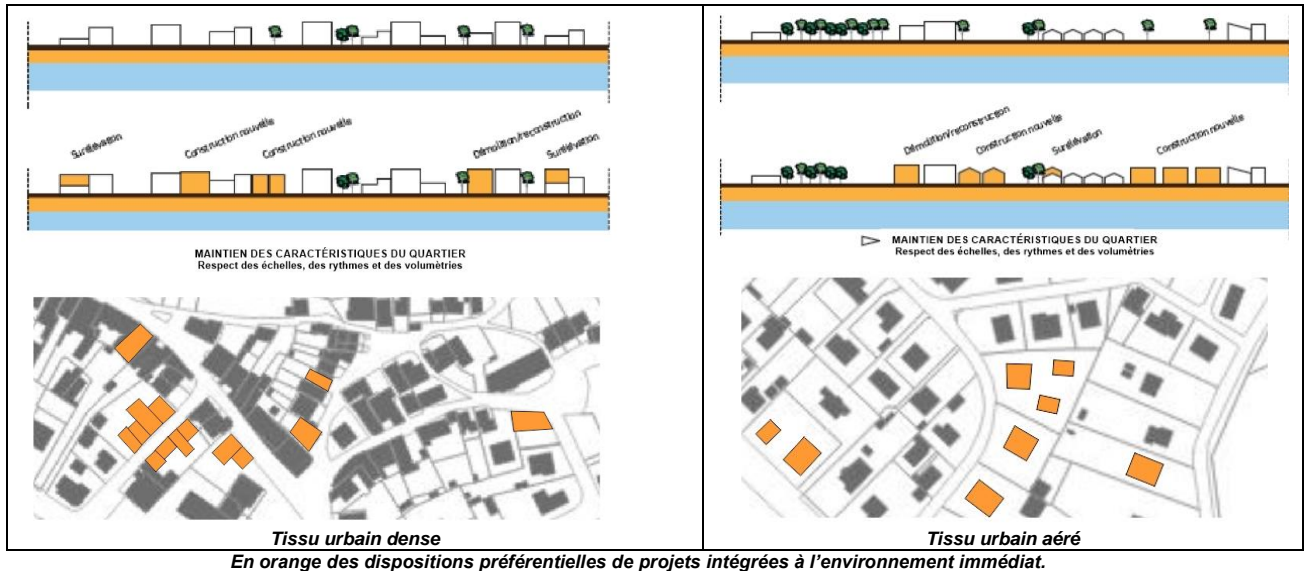 Surélévation
Construction nouvelle
Construction nouvelle
Démolition/reconstruction
Surélévation
MAINTIEN DES CARACTÉRISTIQUES DU QUARTIER
Respect des échelles, des rythmes et des volumètries
Tissu urbain dense
Démolition/reconstruction
Construction nouvelle
Surélévation
Construction nouvelle
MAINTIEN DES CARACTÉRISTIQUES DU QUARTIER
Respect des échelles, des rythmes et des volumètries
Tissu urbain aéré
En orange des dispositions préférentielles de projets intégrées à l'environnement immédiat.